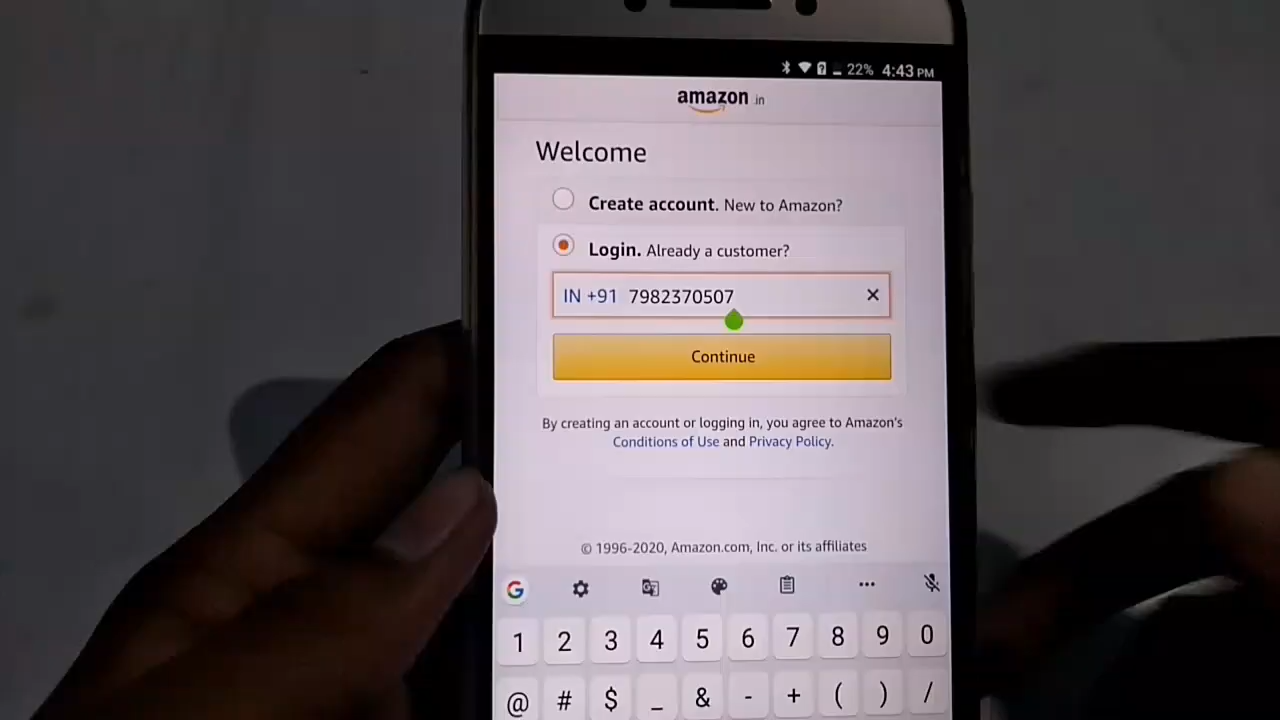 22% 4:43 PM
amazon.in
Welcome
Create account. New to Amazon?
Login. Already a customer?
IN +91 7982370507 ✕
Continue
By creating an account or logging in, you agree to Amazon's
Conditions of Use and Privacy Policy.
© 1996-2020, Amazon.com, Inc. or its affiliates
G
1 2 3 4 5 6 7 8 9 0
@ # $ _ & - + ( ) /